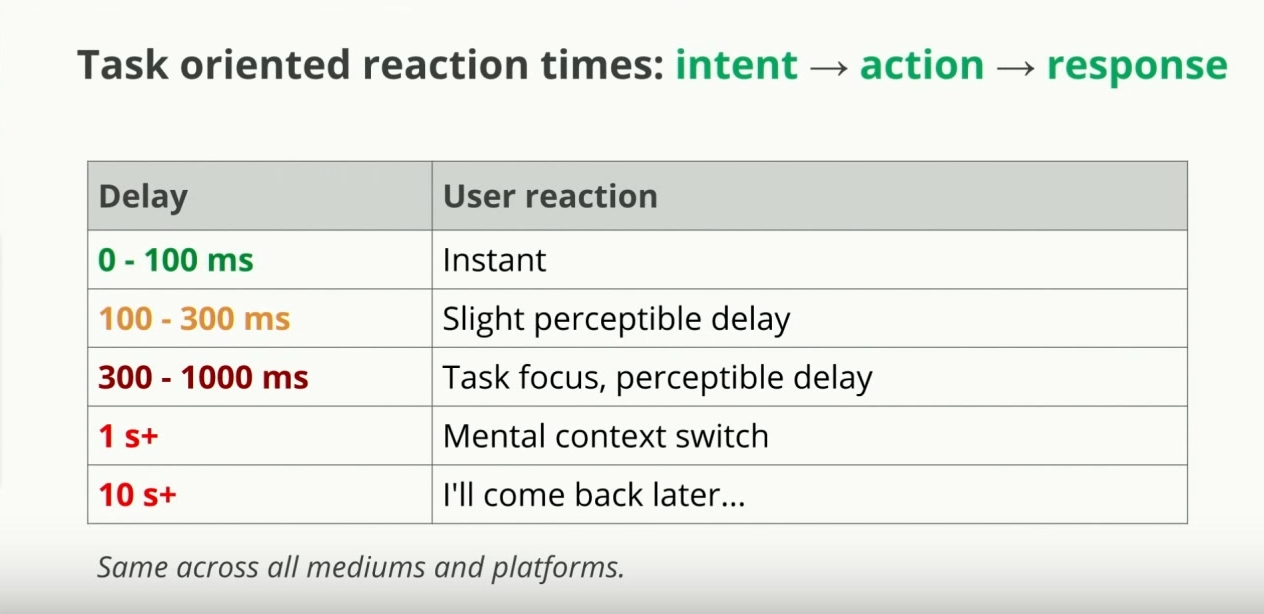 Task oriented reaction times: intent → action → response
Delay User reaction
0 - 100 ms Instant
100 - 300 ms Slight perceptible delay
300 - 1000 ms Task focus, perceptible delay
1 s+ Mental context switch
10 s+ I'll come back later...
Same across all mediums and platforms.